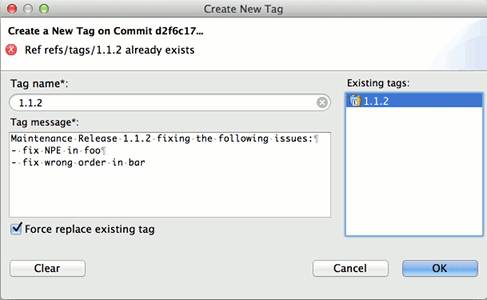 Create New Tag
Create a New Tag on Commit d2f6c17...
Ref refs/tags/1.1.2 already exists
Tag name*:
1.1.2
Tag message*:
Maintenance·Release·1.1.2·fixing·the·following·issues:¶
-·fix·NPE·in·foo¶
-·fix·wrong·order·in·bar
Force replace existing tag
Existing tags:
1.1.2
Clear
Cancel
OK